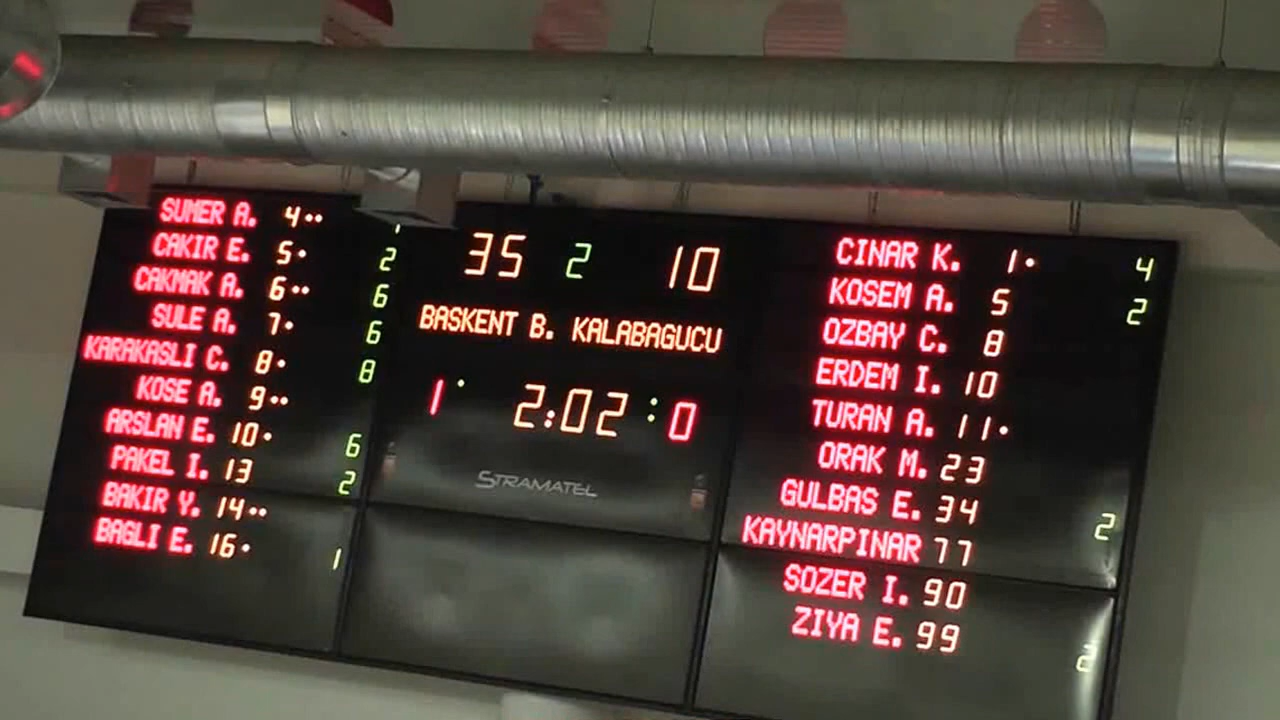 SUMER A. 4••
CAKIR E. 5• 2
CAKMAK A. 6•• 6
SULE A. 7• 6
KARAKASLI C. 8• 8
KOSE A. 9••
ARSLAN E. 10• 6
PAKEL I. 13 2
BAKIR Y. 14••
BAGLI E. 16• 1
35 2 10
BASKENT B. KALABAGUCU
1 • 2:02 : 0
STRAMATEL
CINAR K. 1• 4
KOSEM A. 5 2
OZBAY C. 8
ERDEM I. 10
TURAN A. 11•
ORAK M. 23
GULBAS E. 34 2
KAYNARPINAR 77
SOZER I. 90
ZIYA E. 99 2